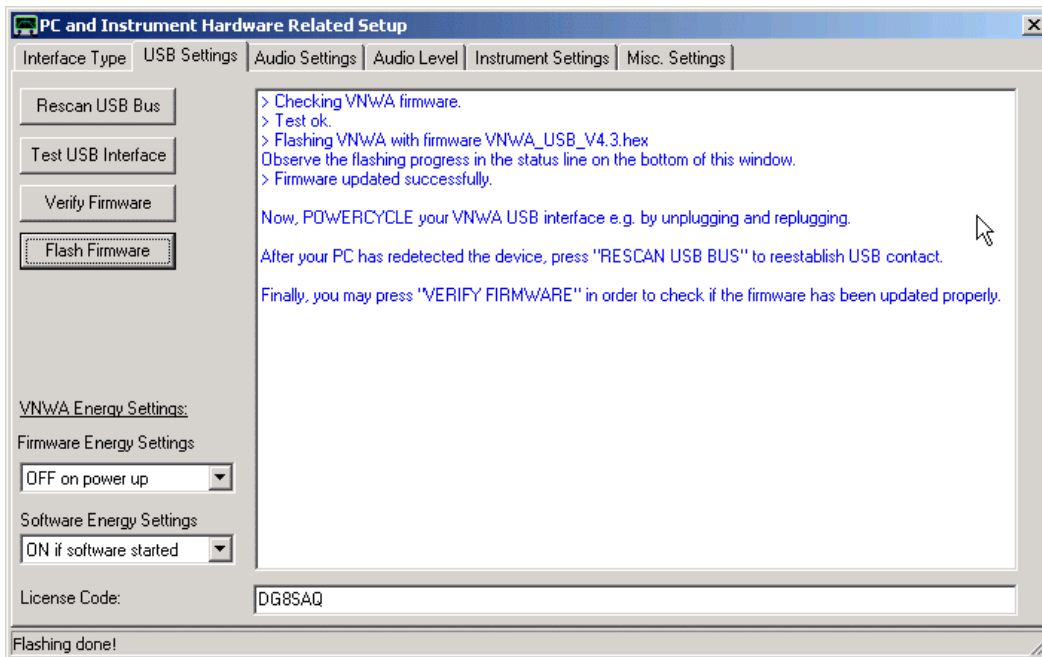 PC and Instrument Hardware Related Setup
Interface Type USB Settings Audio Settings Audio Level Instrument Settings Misc. Settings
Rescan USB Bus
Test USB Interface
Verify Firmware
Flash Firmware
> Checking VNWA firmware.
> Test ok.
> Flashing VNWA with firmware VNWA_USB_V4.3.hex
Observe the flashing progress in the status line on the bottom of this window.
> Firmware updated successfully.
Now, POWERCYCLE your VNWA USB interface e.g. by unplugging and replugging.
After your PC has redetected the device, press "RESCAN USB BUS" to reestablish USB contact.
Finally, you may press "VERIFY FIRMWARE" in order to check if the firmware has been updated properly.
VNWA Energy Settings:
Firmware Energy Settings
OFF on power up
Software Energy Settings
ON if software started
License Code:
DG8SAQ
Flashing done!